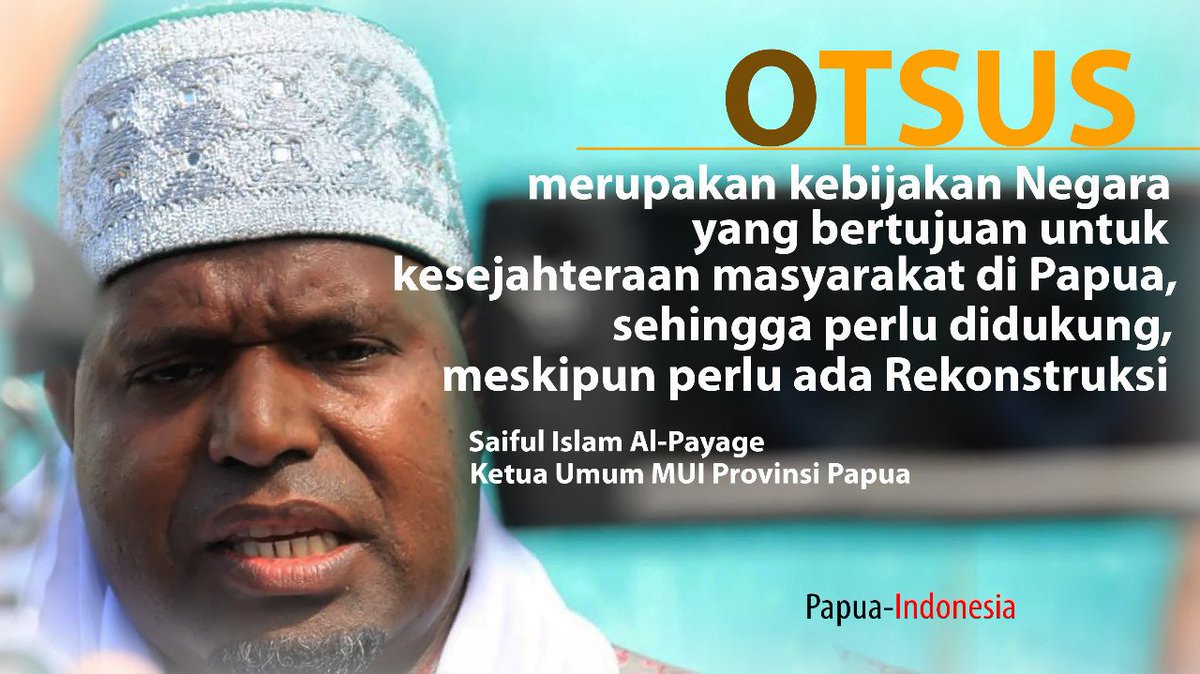 OTSUS
merupakan kebijakan Negara
yang bertujuan untuk
kesejahteraan masyarakat di Papua,
sehingga perlu didukung,
meskipun perlu ada Rekonstruksi
Saiful Islam Al-Payage
Ketua Umum MUI Provinsi Papua
Papua-Indonesia